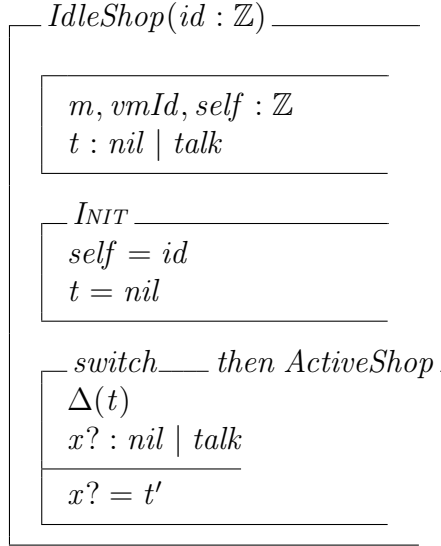 IdleShop(id : ℤ)
m, vmId, self : ℤ
t : nil | talk
INIT
self = id
t = nil
switch then ActiveShop
Δ(t)
x? : nil | talk
x? = t′